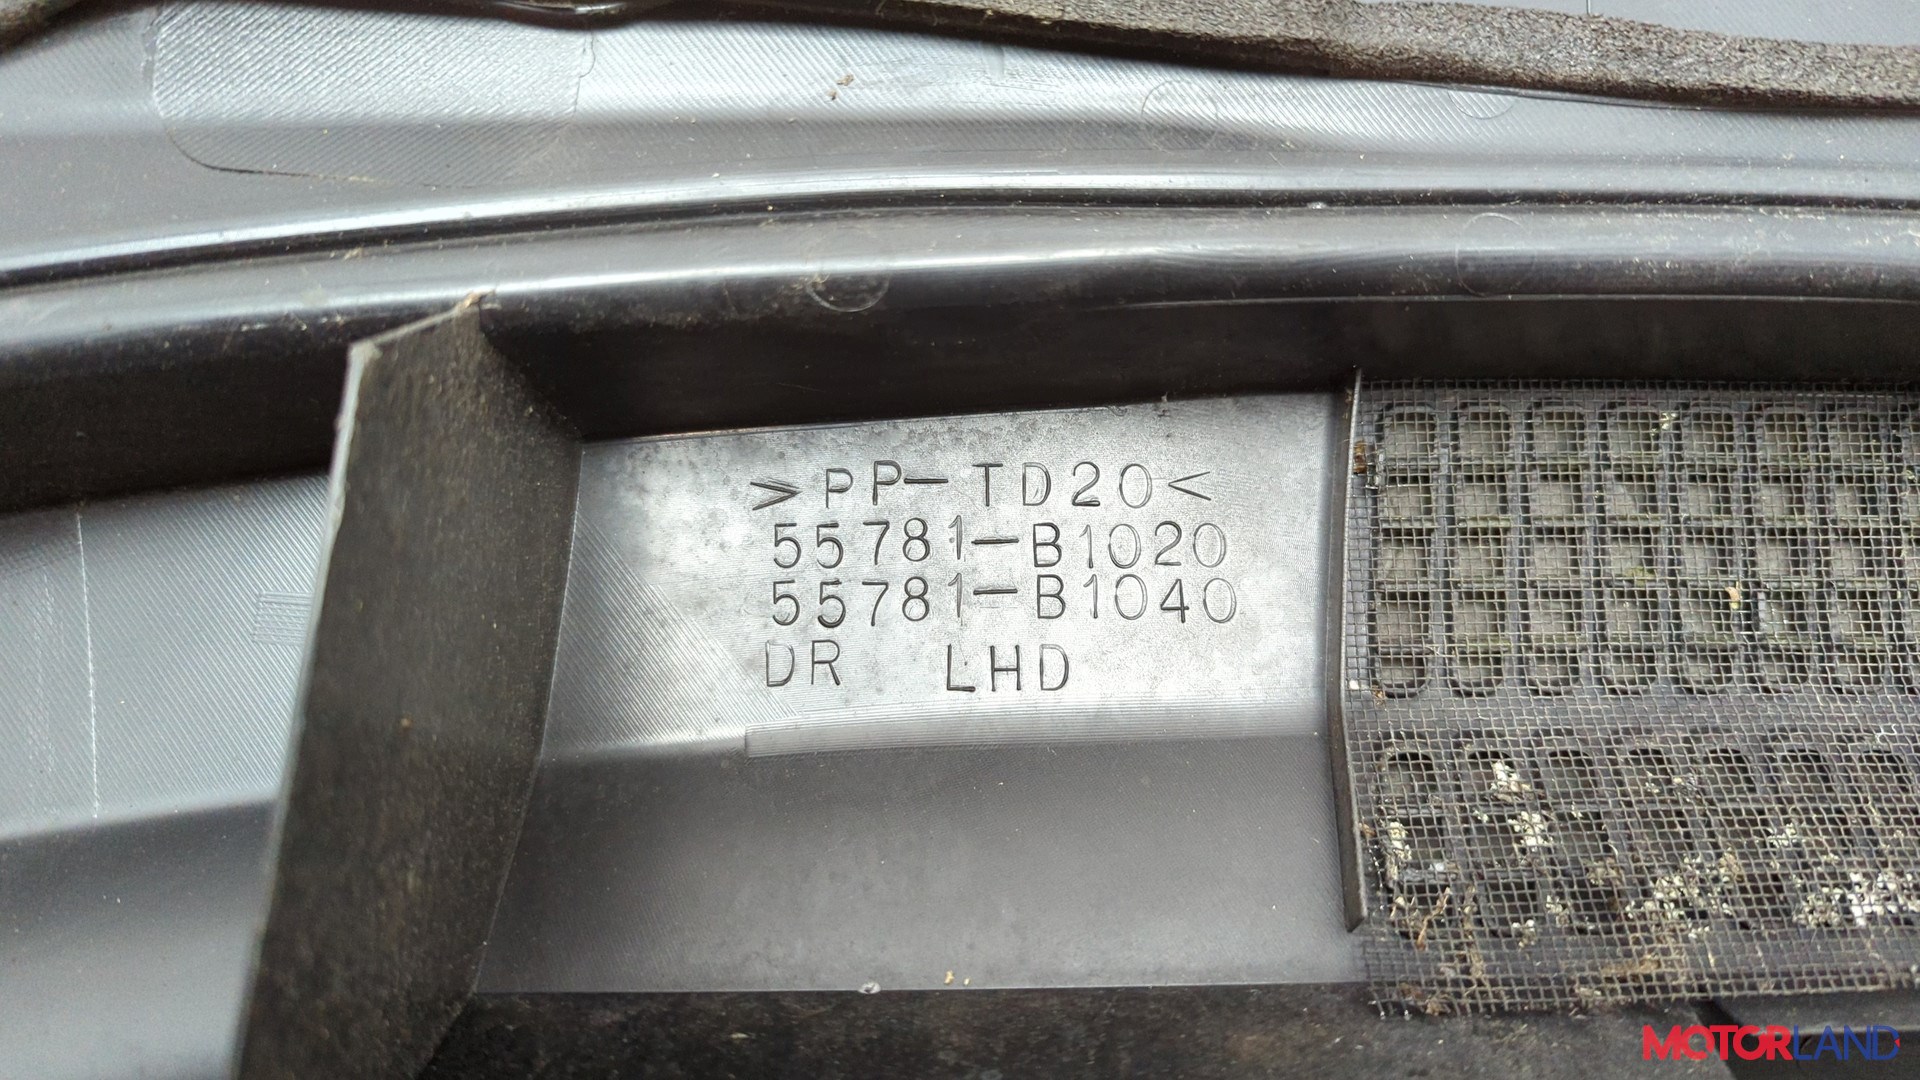 >PP-TD20<
55781-B1020
55781-B1040
DR LHD
MOTORLAND